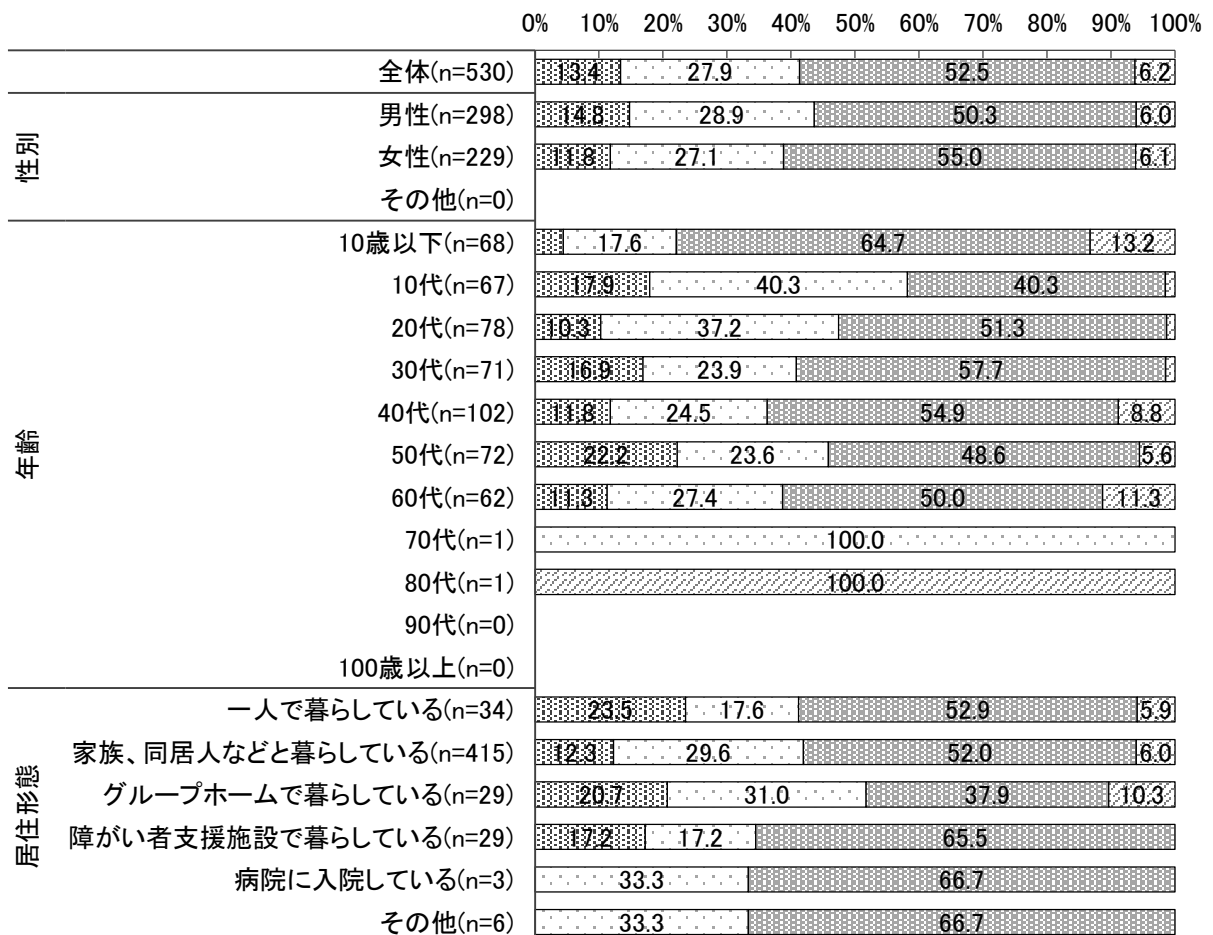 0% 10% 20% 30% 40% 50% 60% 70% 80% 90% 100%
全体(n=530) 13.4 27.9 52.5 6.2
性別
男性(n=298) 14.8 28.9 50.3 6.0
女性(n=229) 11.8 27.1 55.0 6.1
その他(n=0)
年齢
10歳以下(n=68) 17.6 64.7 13.2
10代(n=67) 17.9 40.3 40.3
20代(n=78) 10.3 37.2 51.3
30代(n=71) 16.9 23.9 57.7
40代(n=102) 11.8 24.5 54.9 8.8
50代(n=72) 22.2 23.6 48.6 5.6
60代(n=62) 11.3 27.4 50.0 11.3
70代(n=1) 100.0
80代(n=1) 100.0
90代(n=0)
100歳以上(n=0)
居住形態
一人で暮らしている(n=34) 23.5 17.6 52.9 5.9
家族、同居人などと暮らしている(n=415) 12.3 29.6 52.0 6.0
グループホームで暮らしている(n=29) 20.7 31.0 37.9 10.3
障がい者支援施設で暮らしている(n=29) 17.2 17.2 65.5
病院に入院している(n=3) 33.3 66.7
その他(n=6) 33.3 66.7